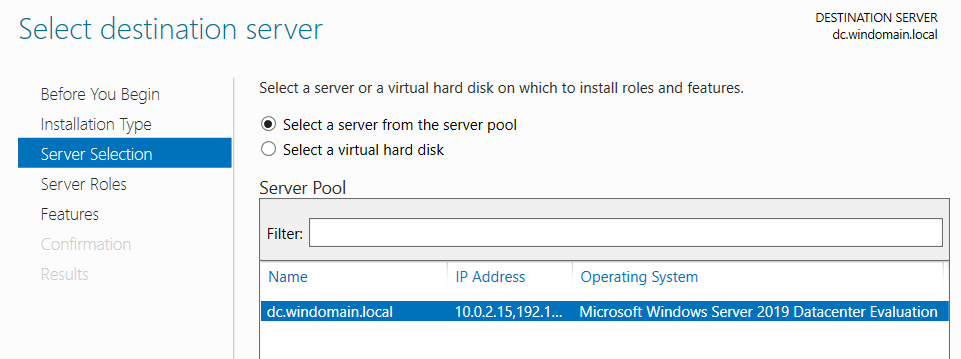 Select destination server
DESTINATION SERVER
dc.windomain.local
Before You Begin
Installation Type
Server Selection
Server Roles
Features
Confirmation
Results
Select a server or a virtual hard disk on which to install roles and features.
Select a server from the server pool
Select a virtual hard disk
Server Pool
Filter:
Name IP Address Operating System
dc.windomain.local 10.0.2.15,192.1... Microsoft Windows Server 2019 Datacenter Evaluation